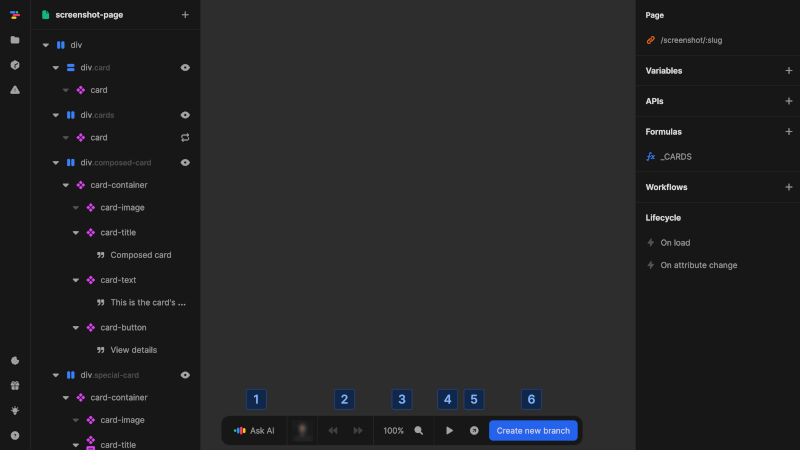 screenshot-page
div
div.card
card
div.cards
card
div.composed-card
card-container
card-image
card-title
Composed card
card-text
This is the card's ...
card-button
View details
div.special-card
card-container
card-image
card-title
1 2 3 4 5 6
Ask AI 100% Create new branch
Page
/screenshot/:slug
Variables
APIs
Formulas
fx _CARDS
Workflows
Lifecycle
On load
On attribute change